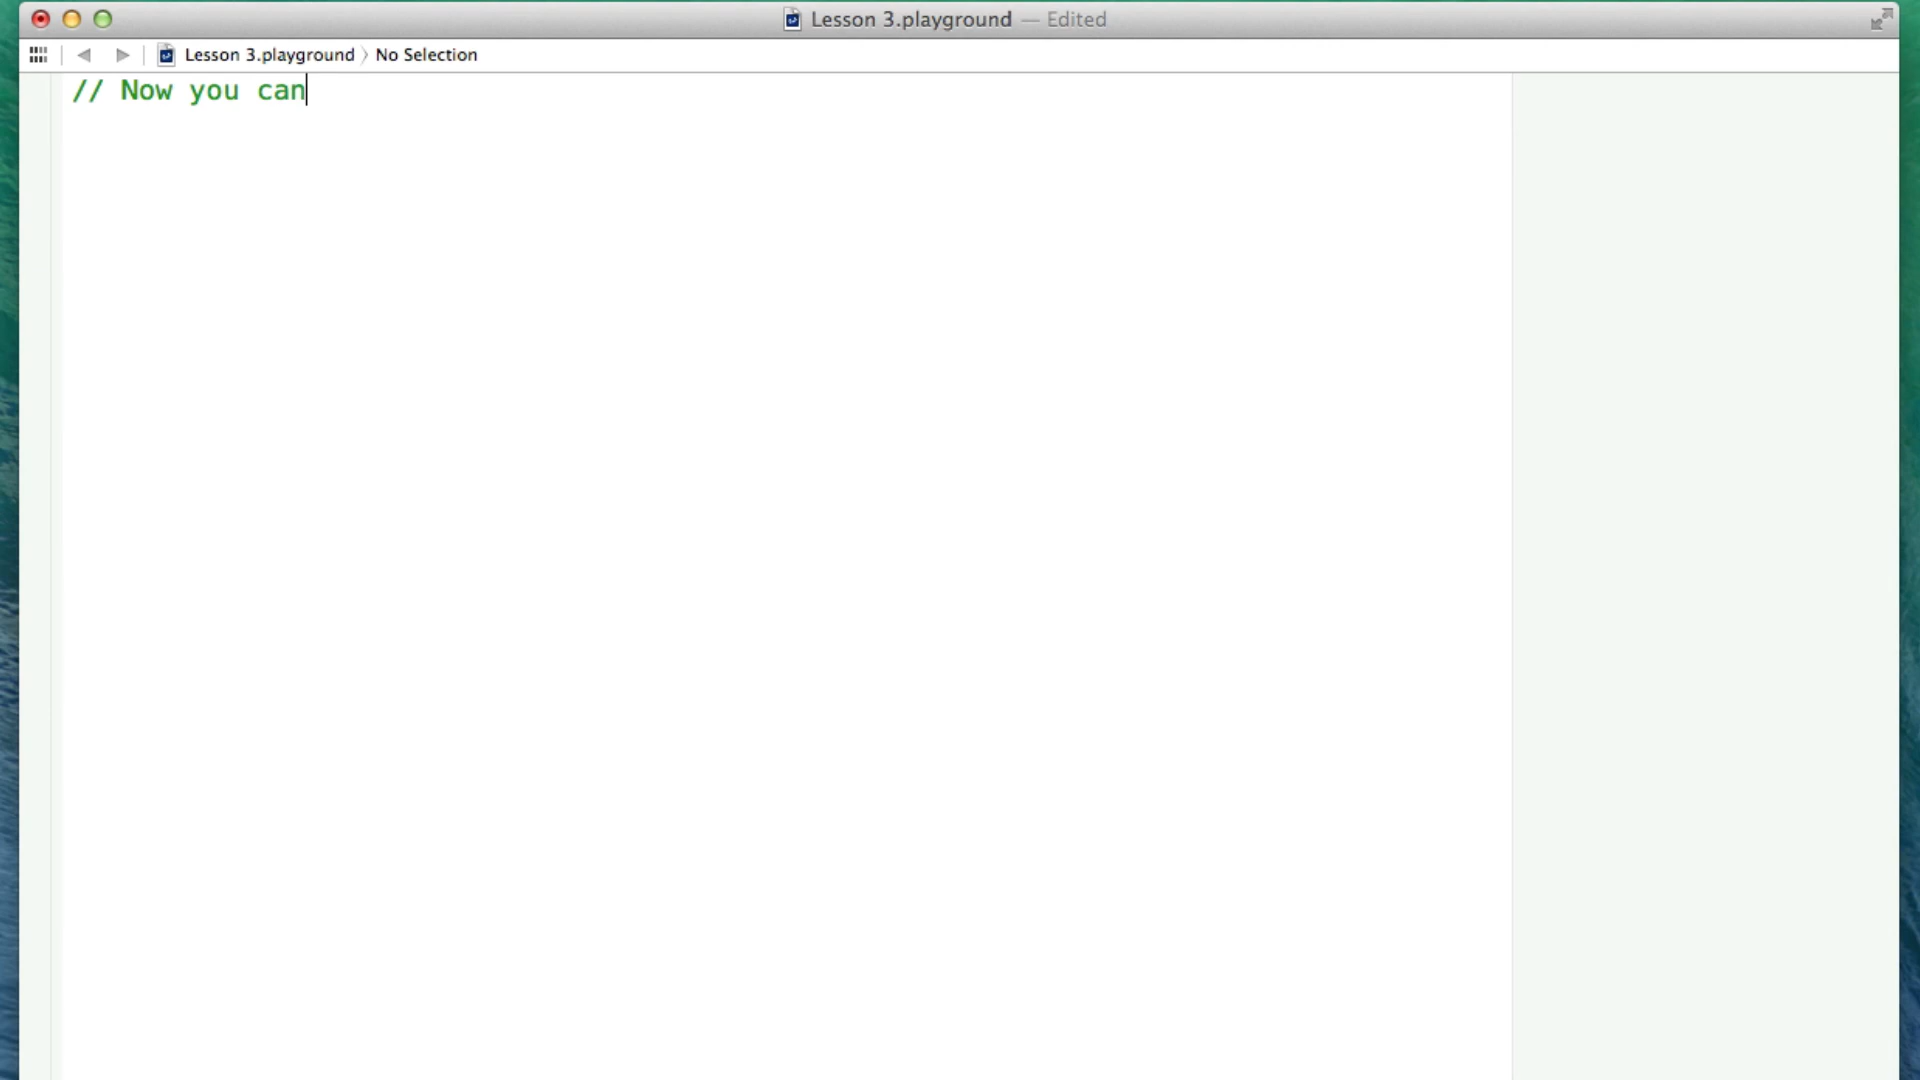 Lesson 3.playground — Edited
Lesson 3.playground 〉 No Selection
// Now you can